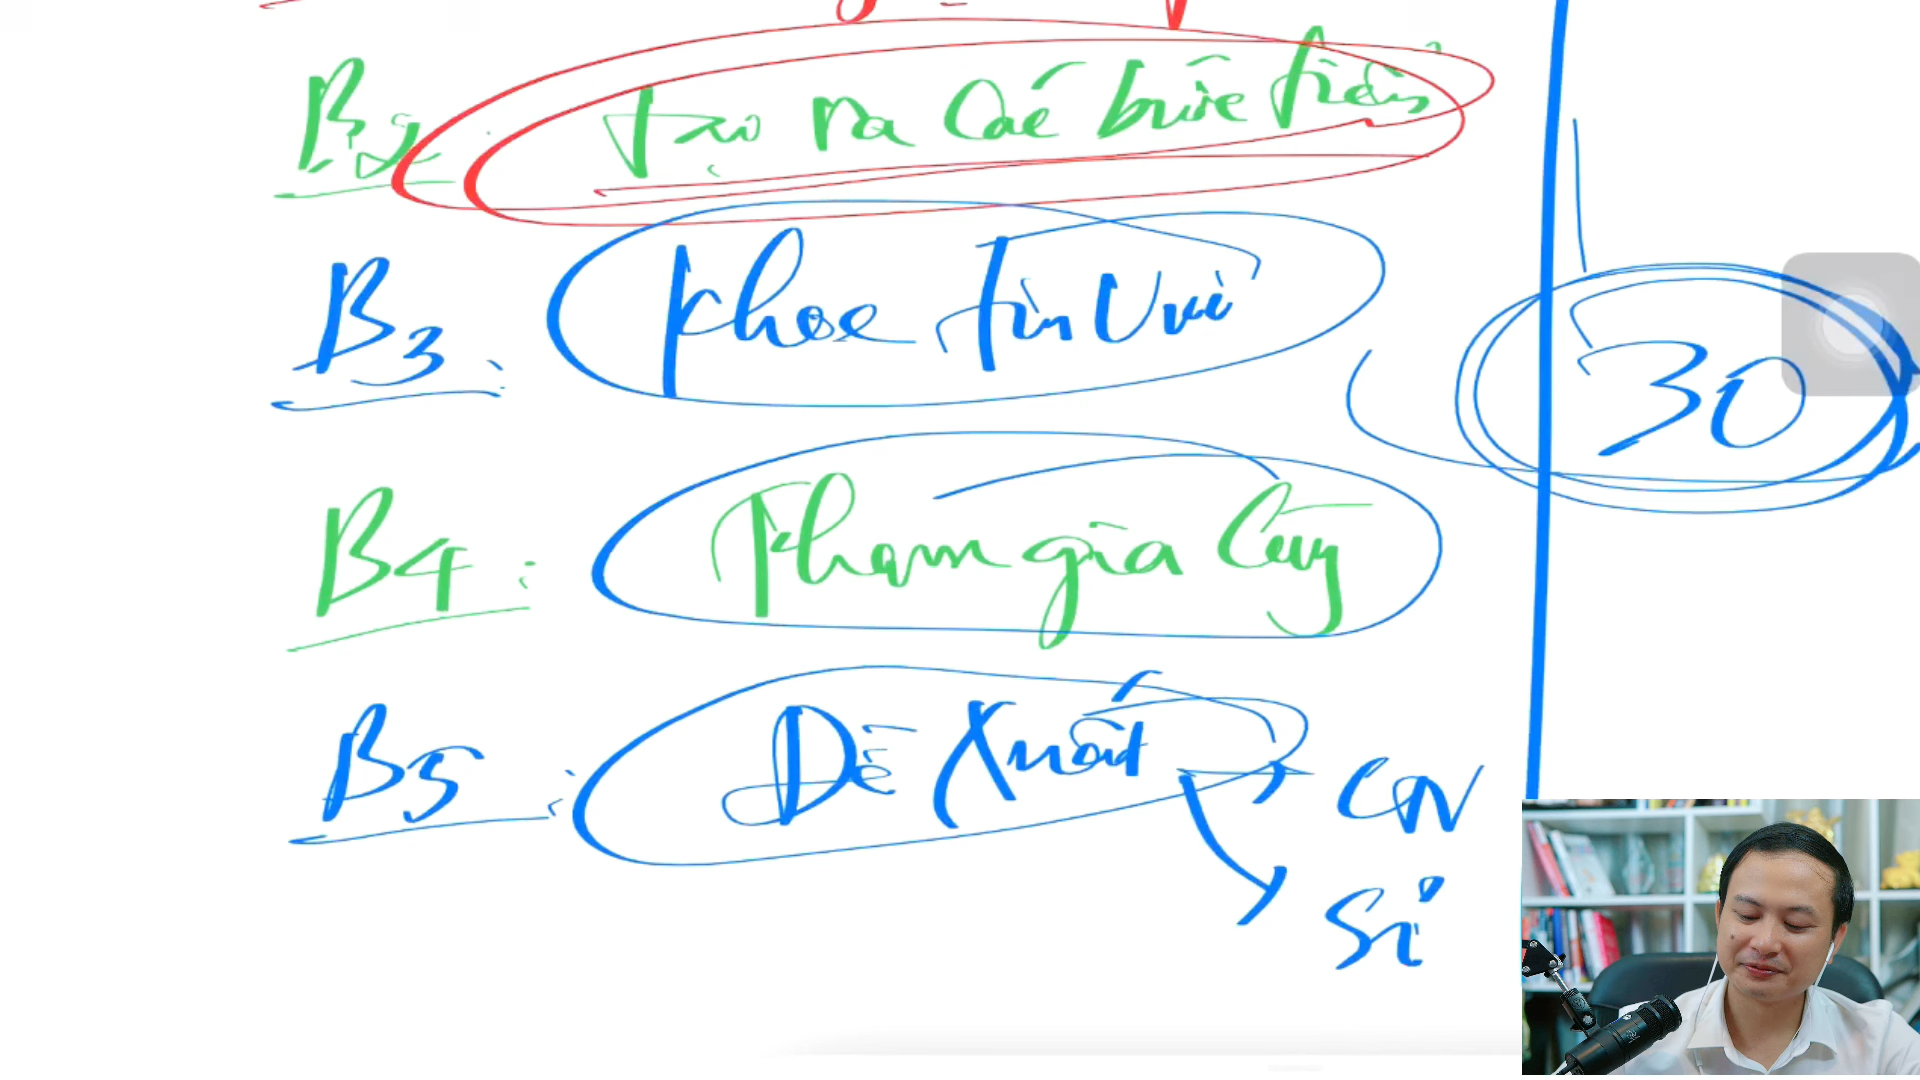 B2: Tạo ra các bước tiến
B3: Khoe tin vui
30
B4: Tham gia cùng
B5: Đề xuất
CTV
Sỉ